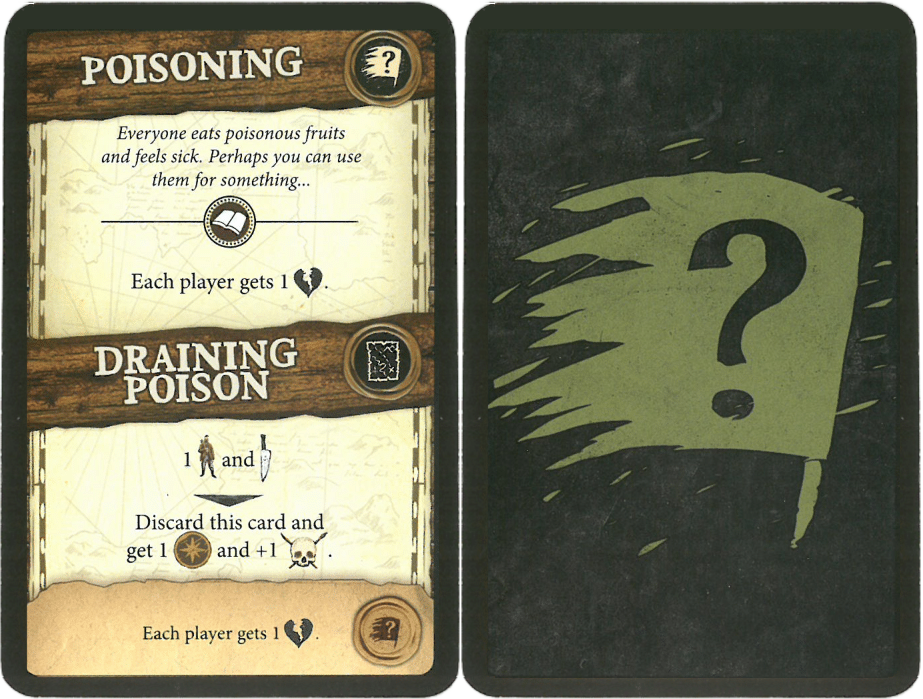 POISONING
?
Everyone eats poisonous fruits
and feels sick. Perhaps you can use
them for something...
Each player gets 1 .
DRAINING
POISON
1 and
Discard this card and
get 1 and +1 .
Each player gets 1 .
?
?